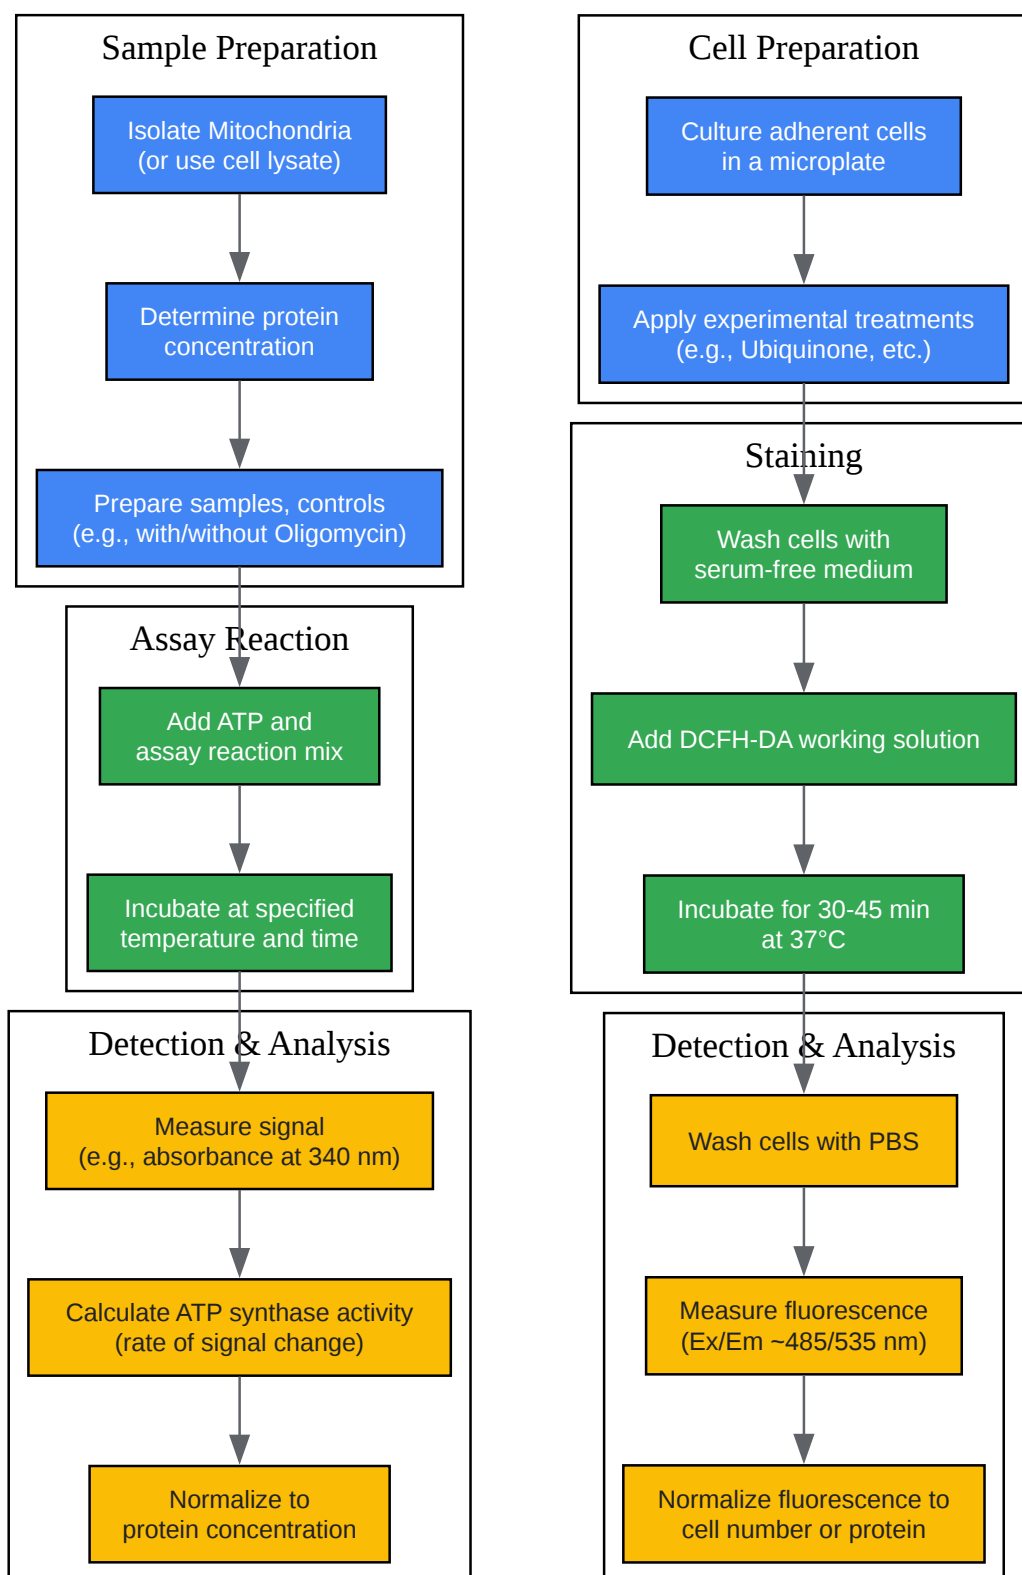 Sample Preparation
Isolate Mitochondria
(or use cell lysate)
Determine protein
concentration
Prepare samples, controls
(e.g., with/without Oligomycin)
Assay Reaction
Add ATP and
assay reaction mix
Incubate at specified
temperature and time
Detection & Analysis
Measure signal
(e.g., absorbance at 340 nm)
Calculate ATP synthase activity
(rate of signal change)
Normalize to
protein concentration
Cell Preparation
Culture adherent cells
in a microplate
Apply experimental treatments
(e.g., Ubiquinone, etc.)
Staining
Wash cells with
serum-free medium
Add DCFH-DA working solution
Incubate for 30-45 min
at 37°C
Detection & Analysis
Wash cells with PBS
Measure fluorescence
(Ex/Em ~485/535 nm)
Normalize fluorescence to
cell number or protein